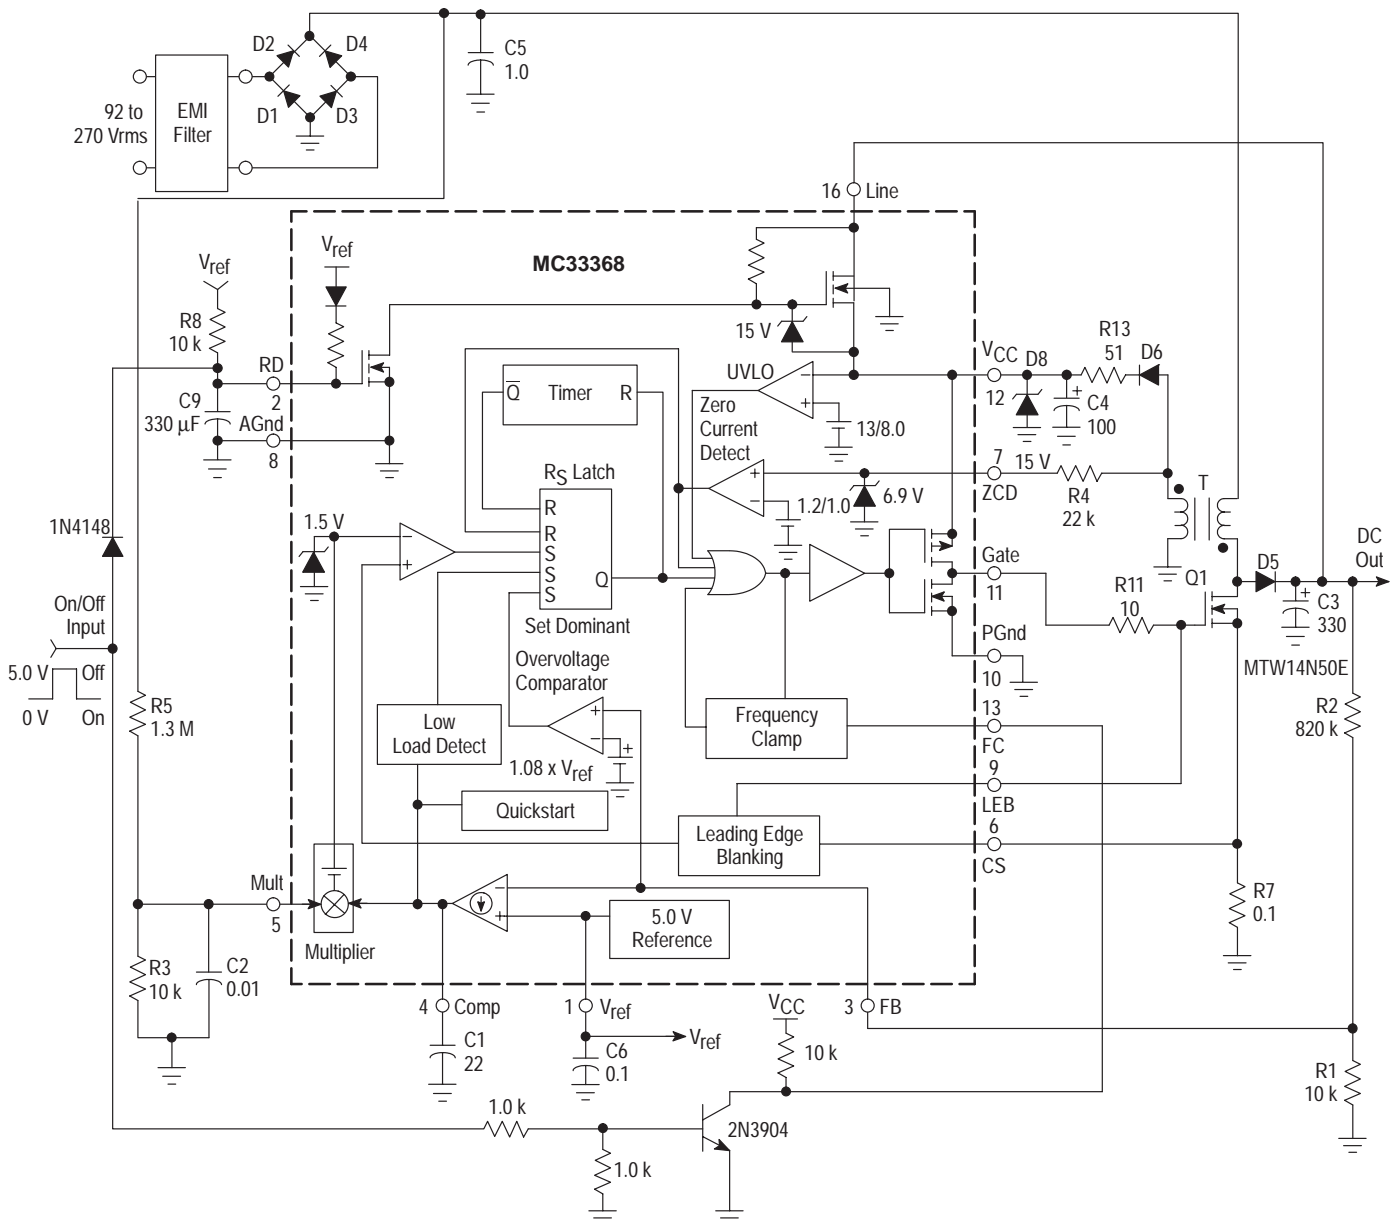 D2
D4
C5
1.0
92 to
270 Vrms
EMI
Filter
D1
D3
16
Line
Vref
Vref
MC33368
R8
10 k
15 V
R13
51
VCC
D8
D6
RD
2
UVLO
12
C4
100
+
Q
Timer
R
Zero
Current
Detect
13/8.0
C9
330 µF
AGnd
8
7
15 V
ZCD
R4
22 k
T
RS Latch
6.9 V
1.2/1.0
1N4148
1.5 V
R
R
S
S
S
Q
Gate
11
DC
Out
D5
Q1
R11
10
+
C3
330
On/Off
Input
Set Dominant
PGnd
10
MTW14N50E
5.0 V
Off
0 V
On
Overvoltage
Comparator
R5
1.3 M
Low
Load Detect
Frequency
Clamp
13
FC
R2
820 k
1.08 x Vref
9
LEB
Quickstart
Leading Edge
Blanking
6
CS
Mult
5
R7
0.1
5.0 V
Reference
Multiplier
R3
10 k
C2
0.01
4
Comp
1
Vref
VCC
3
FB
C1
22
C6
0.1
Vref
10 k
R1
10 k
1.0 k
2N3904
1.0 k